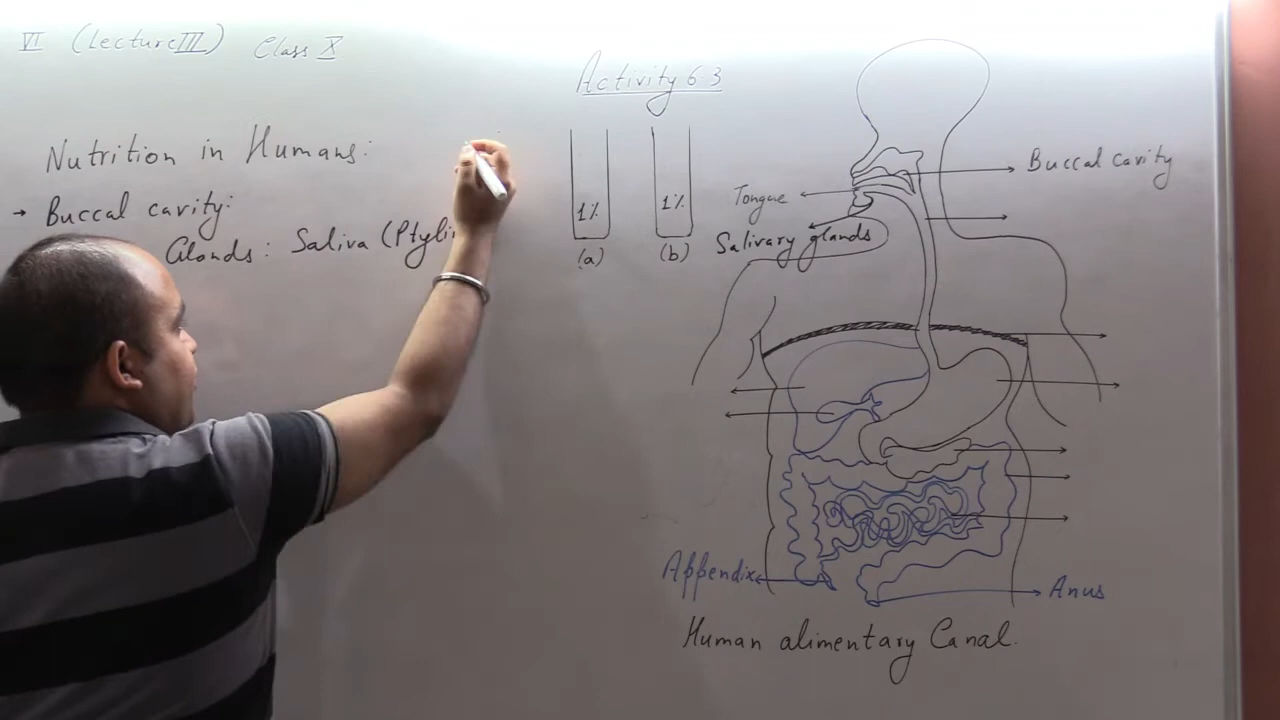 VI (Lecture III) Class X
Nutrition in Humans:
→ Buccal cavity:
Glands: Saliva (Ptyli
Activity 6.3
1%
1%
(a)
(b)
Buccal cavity
Tongue
Salivary glands
Appendix
Anus
Human alimentary Canal.